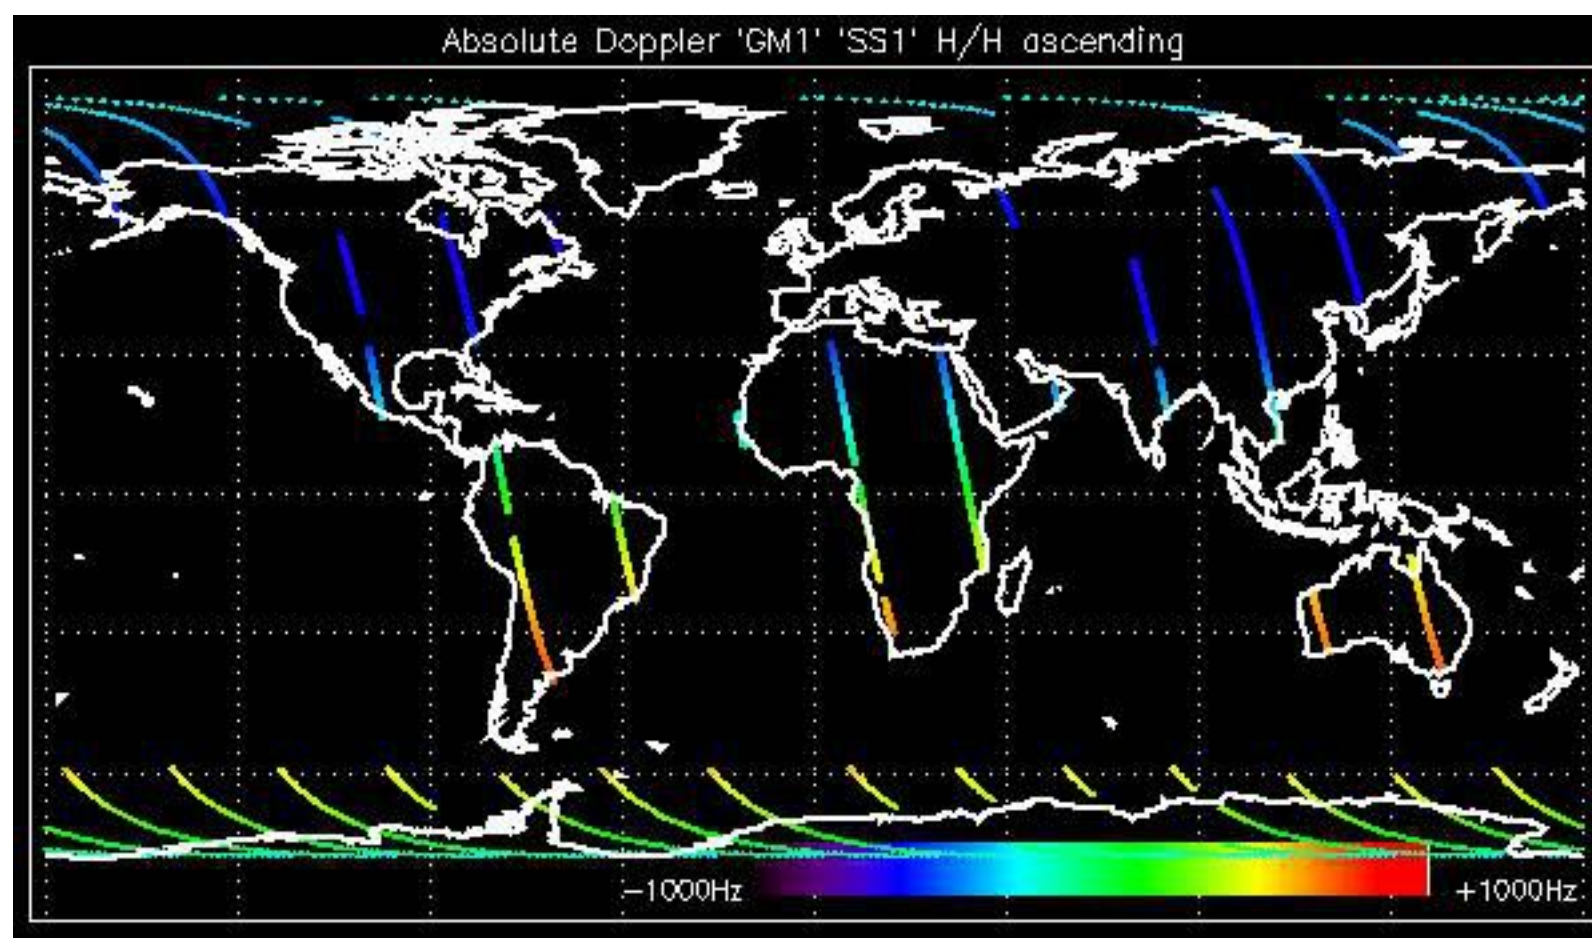 Absolute Doppler 'GM1' 'SS1' H/H ascending
-1000Hz +1000Hz